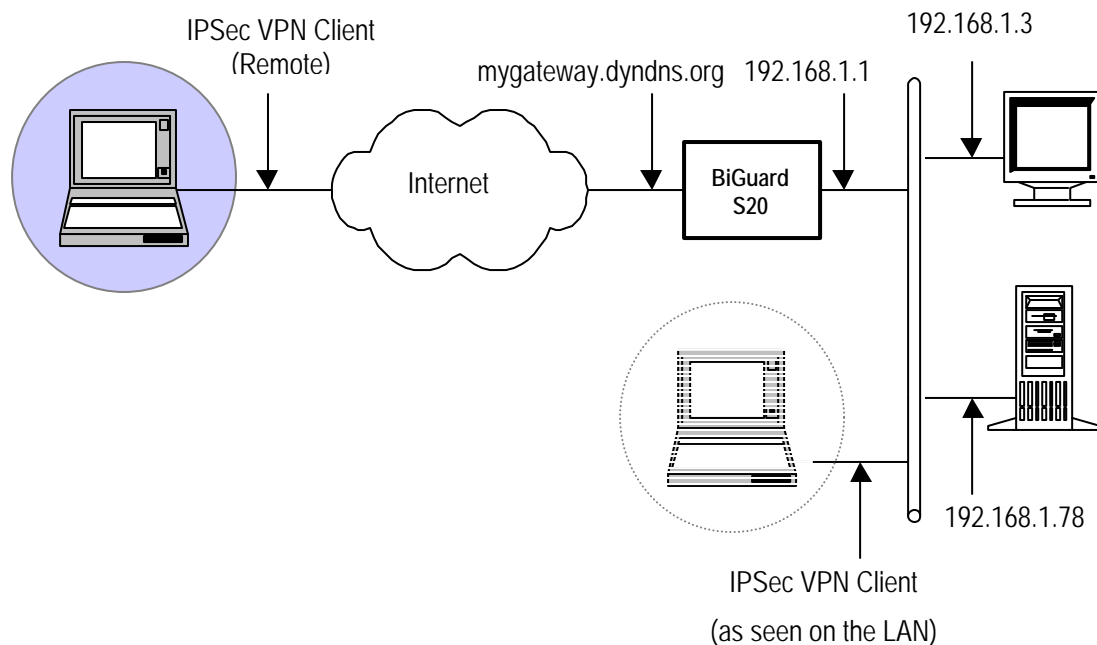 IPSec VPN Client
(Remote)
mygateway.dyndns.org
192.168.1.1
192.168.1.3
Internet
BiGuard
S20
192.168.1.78
IPSec VPN Client
(as seen on the LAN)